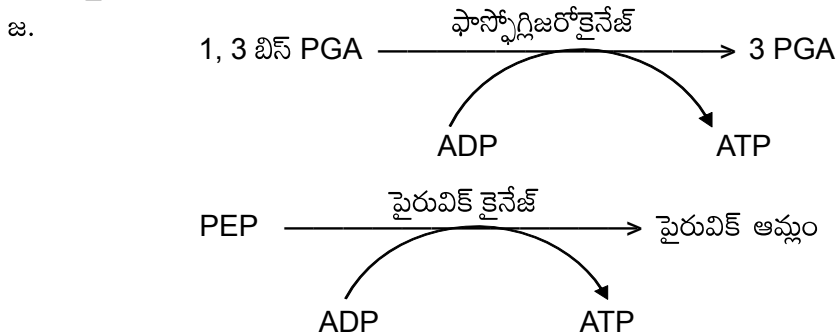 జ.
ఫాస్ఫోగ్లిజరోకైనేజ్
1, 3 బిస్ PGA 3 PGA
ADP ATP
పైరువిక్ కైనేజ్
PEP పైరువిక్ ఆమ్లం
ADP ATP